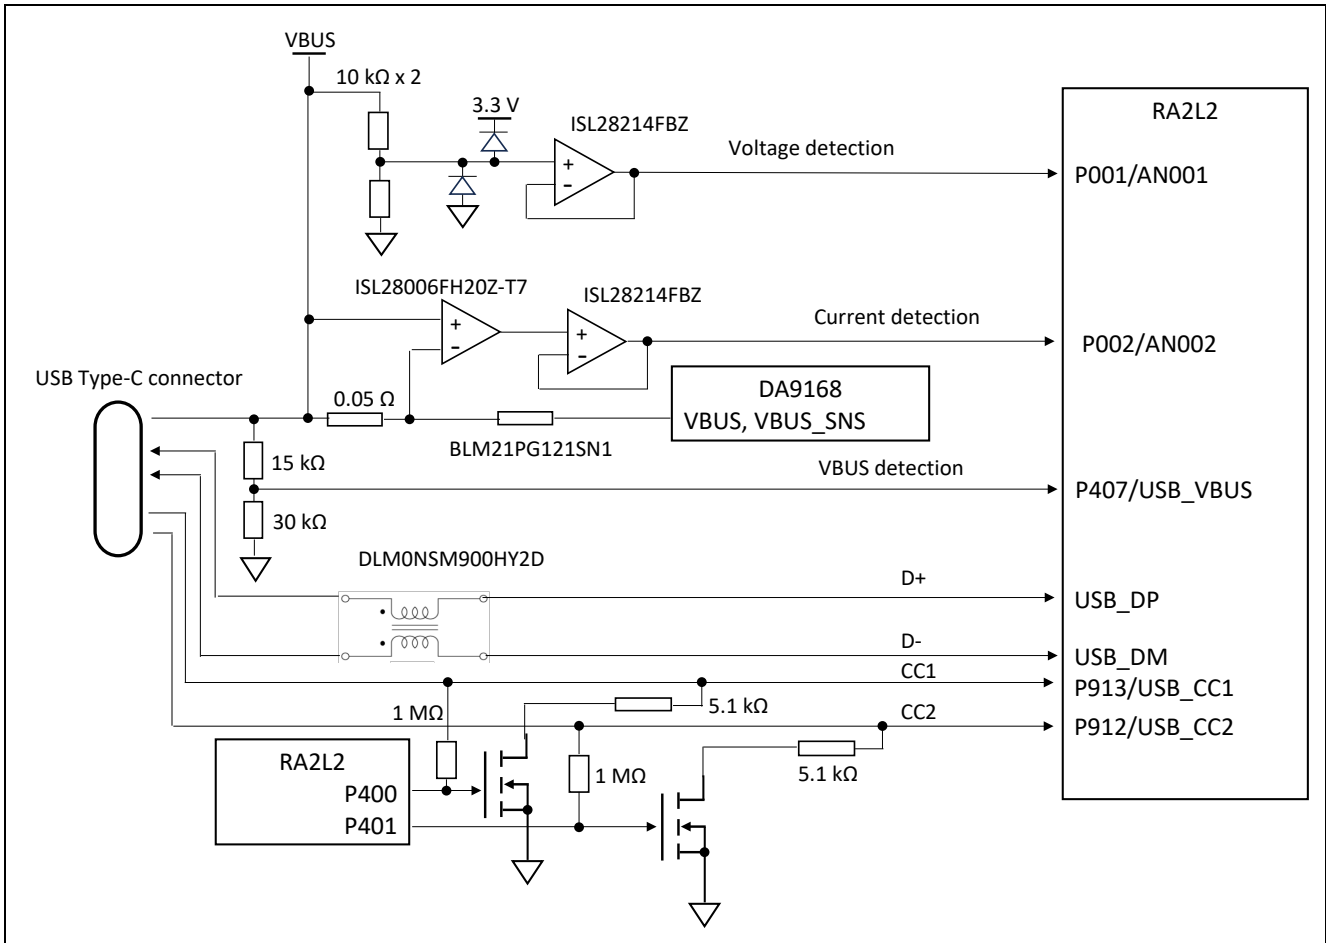 VBUS
10 kΩ x 2
3.3 V
ISL28214FBZ
Voltage detection
RA2L2
P001/AN001
ISL28006FH20Z-T7
ISL28214FBZ
Current detection
P002/AN002
USB Type-C connector
0.05 Ω
DA9168
VBUS, VBUS_SNS
BLM21PG121SN1
15 kΩ
VBUS detection
P407/USB_VBUS
30 kΩ
DLM0NSM900HY2D
D+
USB_DP
D-
USB_DM
CC1
P913/USB_CC1
1 MΩ
5.1 kΩ
CC2
P912/USB_CC2
RA2L2
P400
P401
1 MΩ
5.1 kΩ
+
-
+
-
+
-